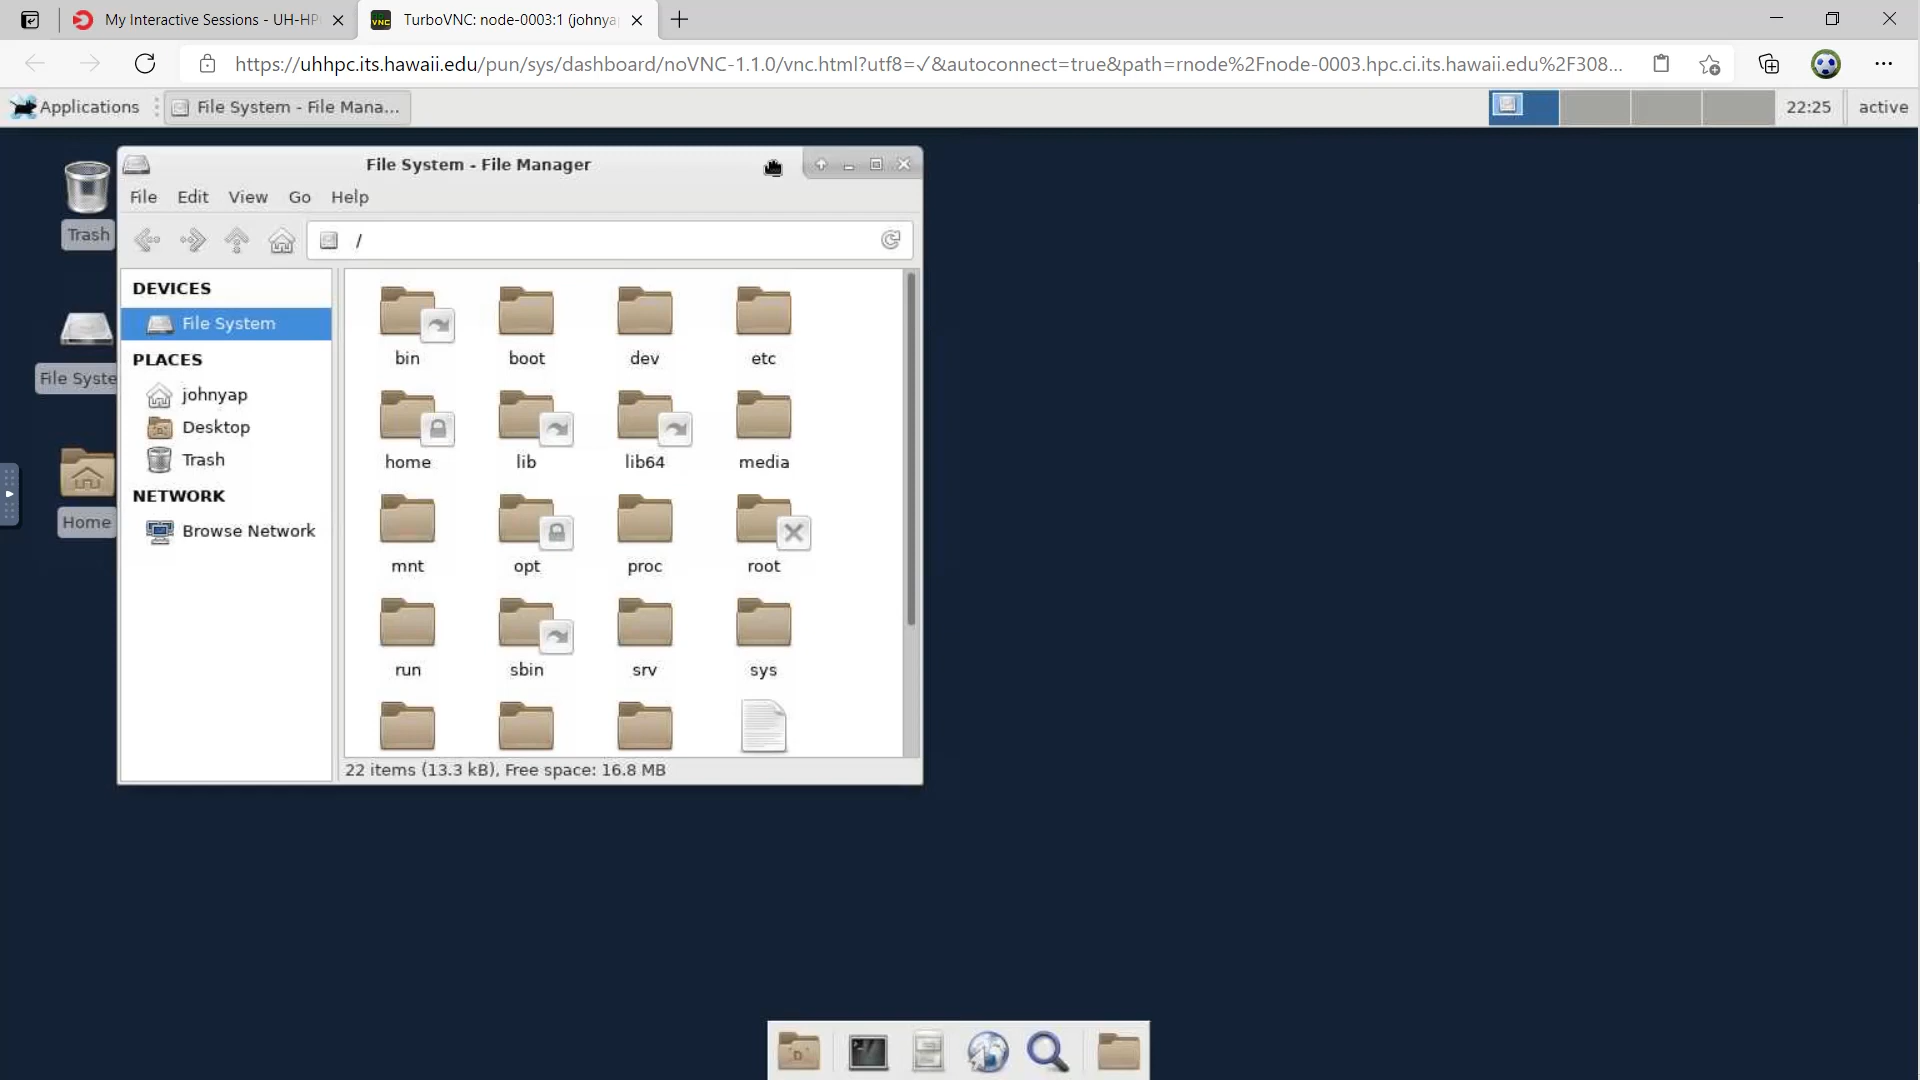 My Interactive Sessions - UH-HP
TurboVNC: node-0003:1 (johnya
https://uhhpc.its.hawaii.edu/pun/sys/dashboard/noVNC-1.1.0/vnc.html?utf8=✓&autoconnect=true&path=rnode%2Fnode-0003.hpc.ci.its.hawaii.edu%2F308...
Applications
File System - File Mana...
22:25
active
File System - File Manager
File Edit View Go Help
/
Trash
File Syste
Home
DEVICES
File System
PLACES
johnyap
Desktop
Trash
NETWORK
Browse Network
bin boot dev etc
home lib lib64 media
mnt opt proc root
run sbin srv sys
22 items (13.3 kB), Free space: 16.8 MB